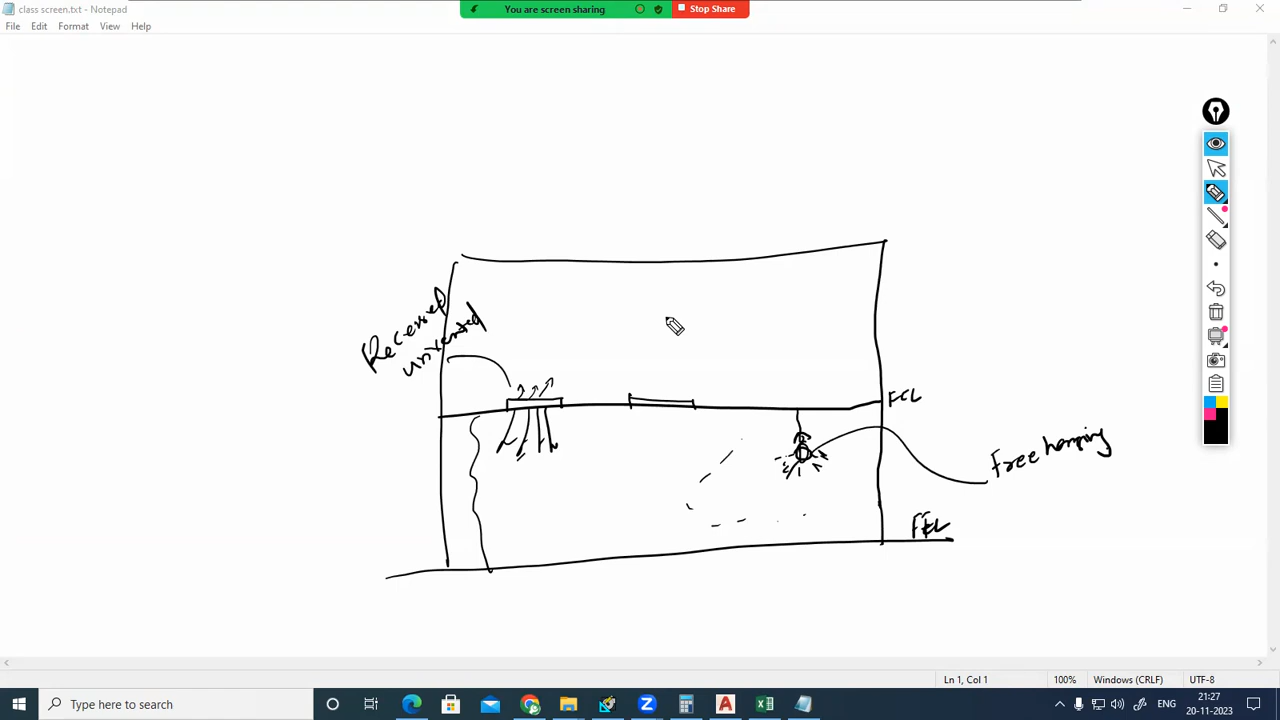 class screen.txt - Notepad
You are screen sharing
Stop Share
File Edit Format View Help
Recessed
unvented
FCL
Free hanging
FFL
Ln 1, Col 1
100%
Windows (CRLF)
UTF-8
Type here to search
ENG
21:27
20-11-2023